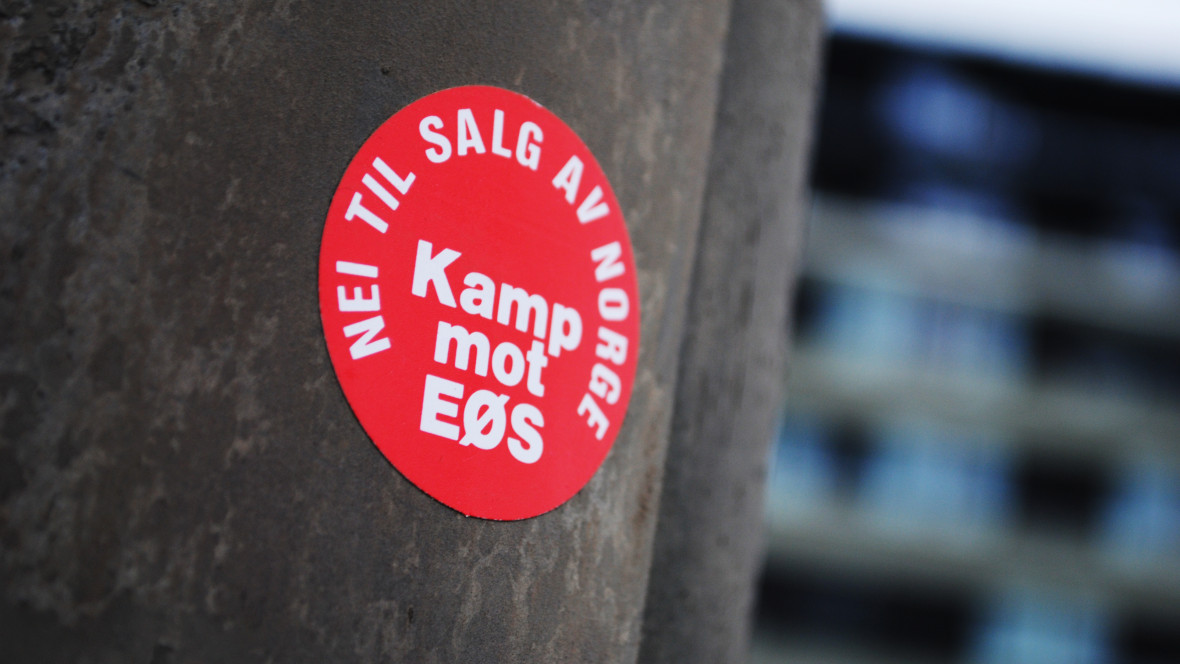 NEI TIL SALG AV NORGE
Kamp
mot
EØS